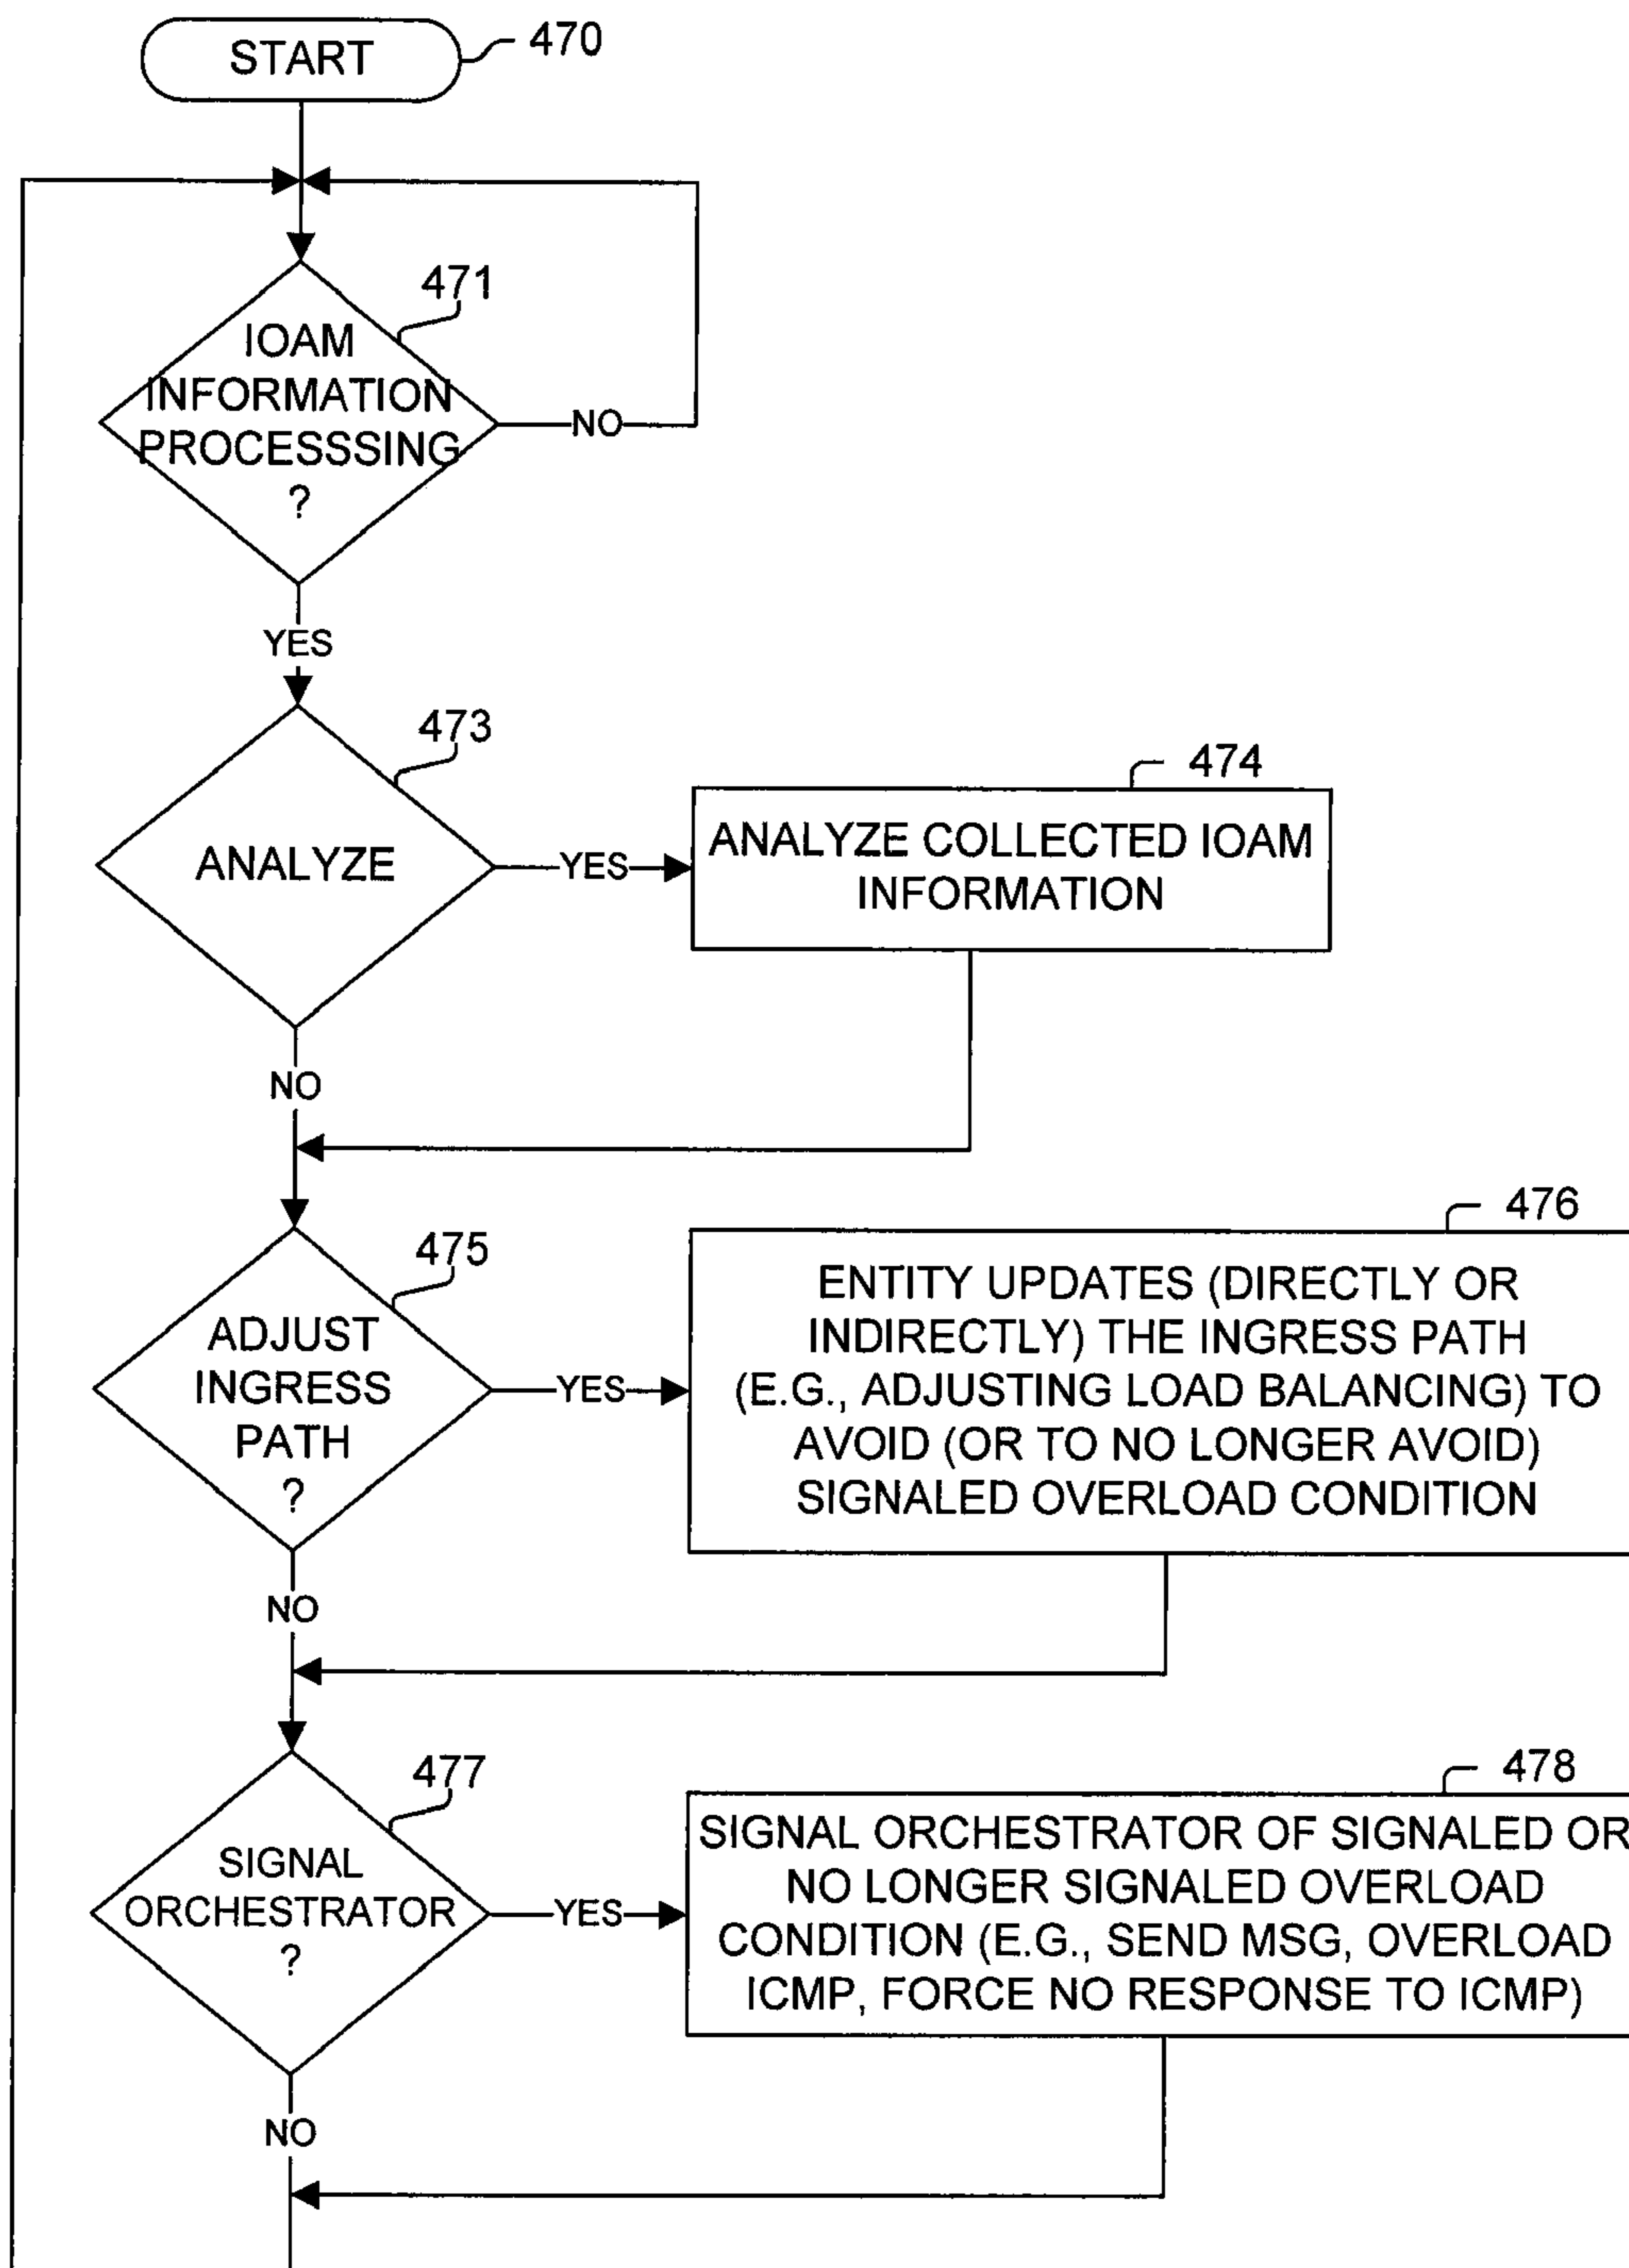 START
470
471
IOAM
INFORMATION
PROCESSSING
?
NO
YES
473
ANALYZE
YES
474
ANALYZE COLLECTED IOAM
INFORMATION
NO
475
ADJUST
INGRESS
PATH
?
YES
476
ENTITY UPDATES (DIRECTLY OR
INDIRECTLY) THE INGRESS PATH
(E.G., ADJUSTING LOAD BALANCING) TO
AVOID (OR TO NO LONGER AVOID)
SIGNALED OVERLOAD CONDITION
NO
477
SIGNAL
ORCHESTRATOR
?
YES
478
SIGNAL ORCHESTRATOR OF SIGNALED OR
NO LONGER SIGNALED OVERLOAD
CONDITION (E.G., SEND MSG, OVERLOAD
ICMP, FORCE NO RESPONSE TO ICMP)
NO